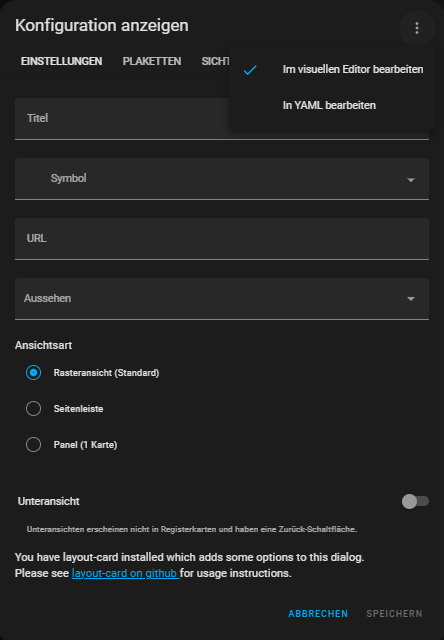 Konfiguration anzeigen
EINSTELLUNGEN PLAKETTEN SICHT
Im visuellen Editor bearbeiten
In YAML bearbeiten
Titel
Symbol
URL
Aussehen
Ansichtsart
Rasteransicht (Standard)
Seitenleiste
Panel (1 Karte)
Unteransicht
Unteransichten erscheinen nicht in Registerkarten und haben eine Zurück-Schaltfläche.
You have layout-card installed which adds some options to this dialog.
Please see layout-card on github for usage instructions.
ABBRECHEN SPEICHERN